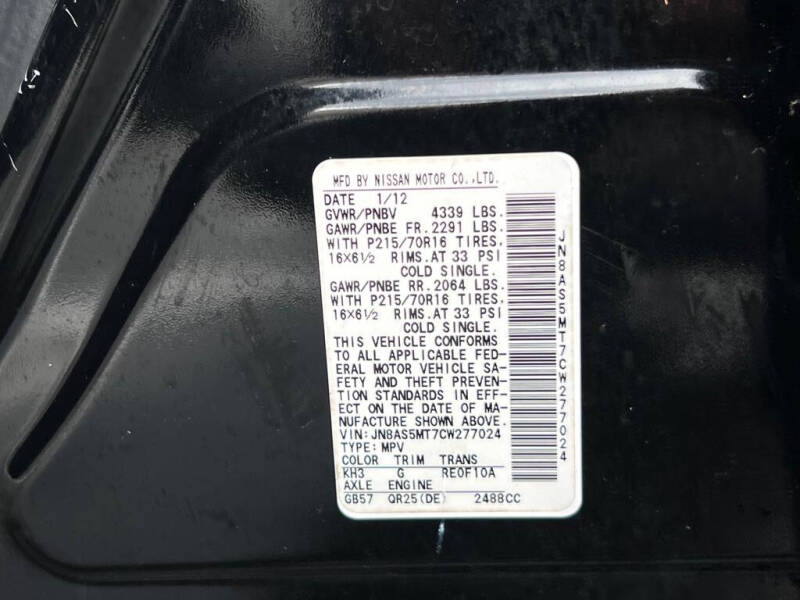 MFD BY NISSAN MOTOR CO.,LTD.
DATE 1/12
GVWR/PNBV 4339 LBS.
GAWR/PNBE FR. 2291 LBS.
WITH P215/70R16 TIRES,
16X6½ RIMS.AT 33 PSI
COLD SINGLE.
GAWR/PNBE RR. 2064 LBS.
WITH P215/70R16 TIRES,
16X6½ RIMS.AT 33 PSI
COLD SINGLE.
THIS VEHICLE CONFORMS
TO ALL APPLICABLE FED-
ERAL MOTOR VEHICLE SA-
FETY AND THEFT PREVEN-
TION STANDARDS IN EFF-
ECT ON THE DATE OF MA-
NUFACTURE SHOWN ABOVE.
VIN: JN8AS5MT7CW277024
TYPE: MPV
COLOR TRIM TRANS
KH3 G RE0F10A
AXLE ENGINE
GB57 QR25(DE) 2488CC
JN8AS5MT7CW277024